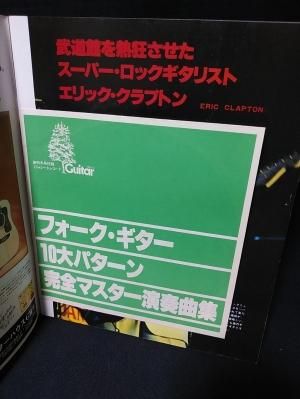 武道館を熱狂させた
スーパー・ロックギタリスト
エリック・クラプトン
ERIC CLAPTON
Guitar
フォーク・ギター
10大パターン
完全マスター演奏曲集